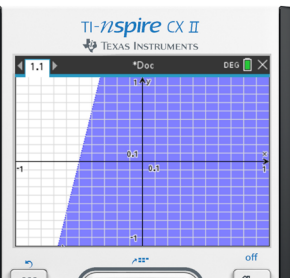 TI-nspire CX II
TEXAS INSTRUMENTS
1.1 *Doc DEG
1 y
0.1 x
-1 0.1 1
-1
off